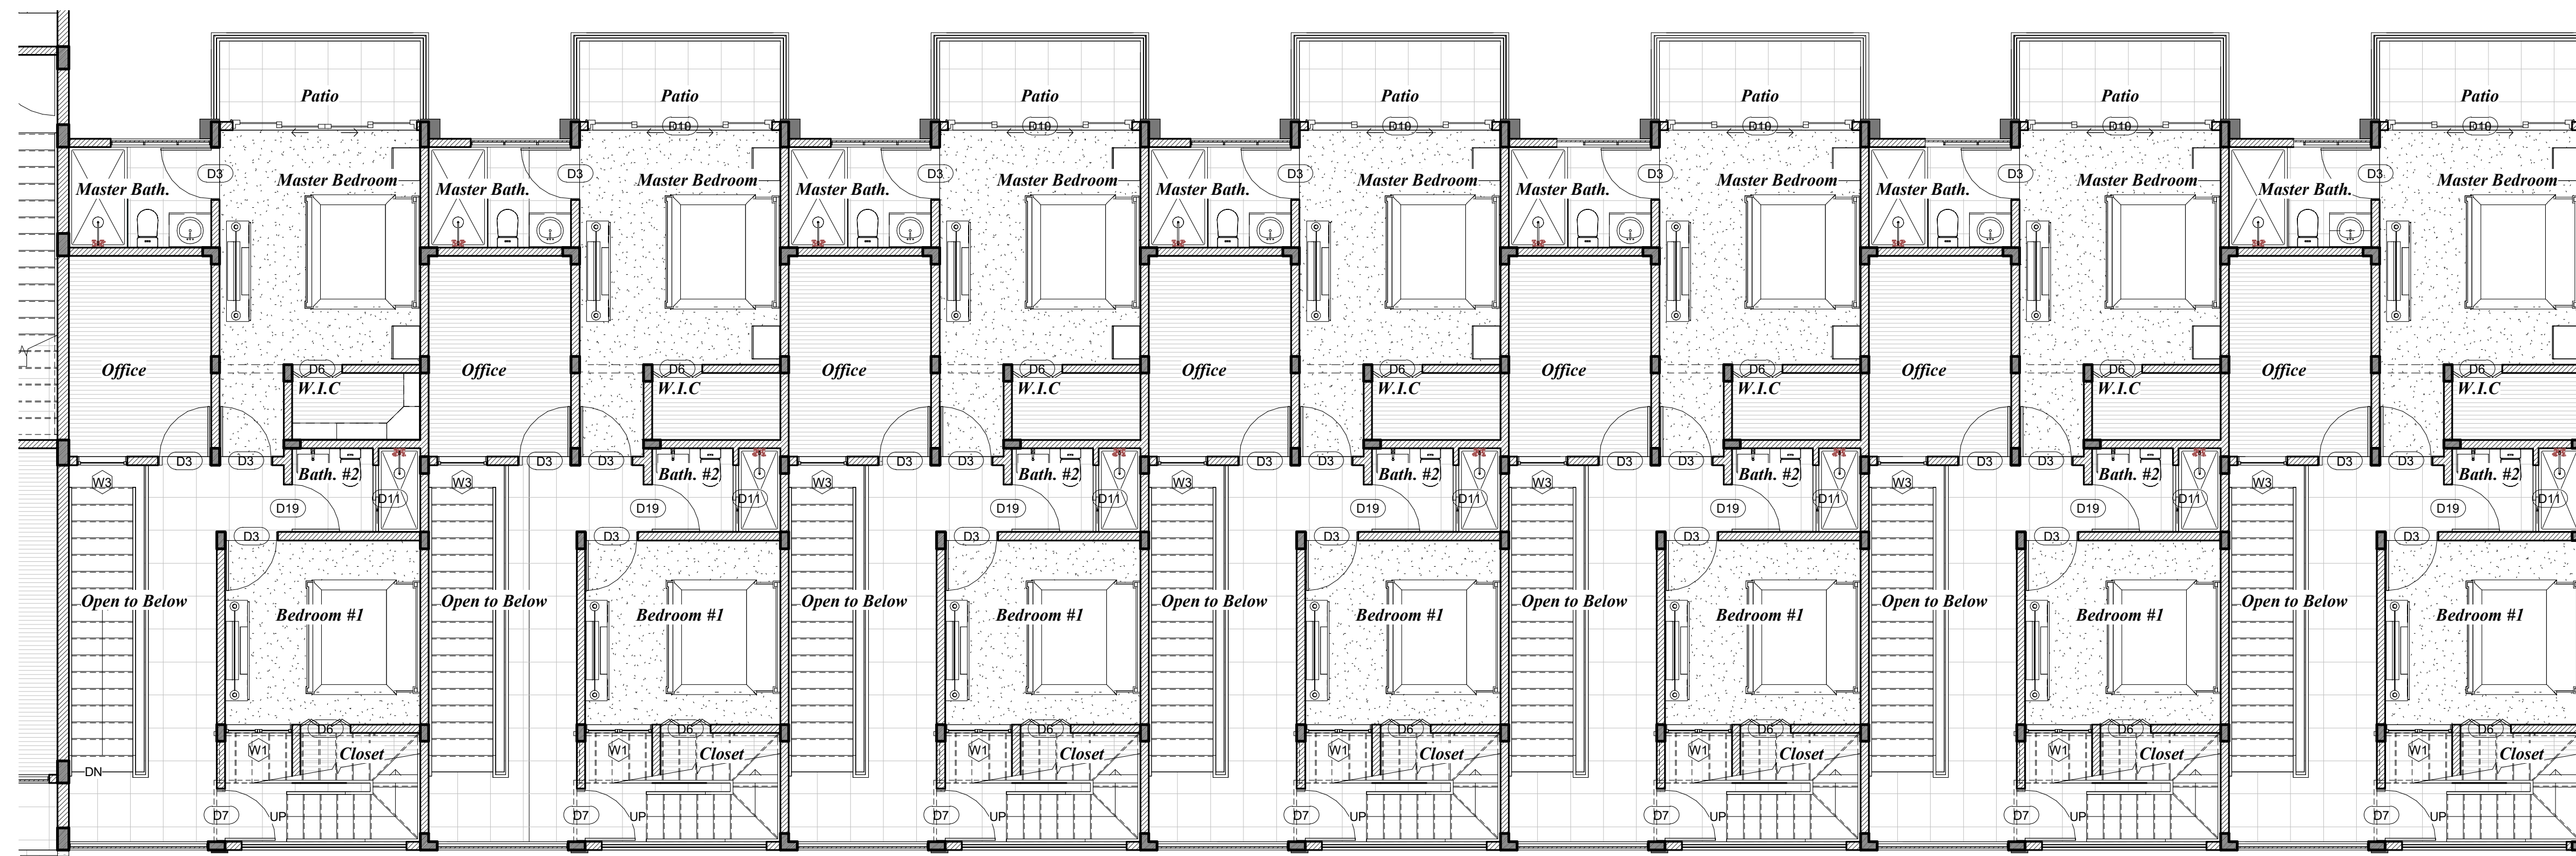 Patio
D3
Master Bedroom
Master Bath.
Office
D6
W.I.C
D3
D3
Bath. #2
W3
D11
D19
D3
Open to Below
Bedroom #1
D6
W1
Closet
DN
D7
UP
Patio
D10
D3
Master Bedroom
Master Bath.
Office
D6
W.I.C
D3
D3
Bath. #2
W3
D11
D19
D3
Open to Below
Bedroom #1
D6
W1
Closet
D7
UP
Patio
D10
D3
Master Bedroom
Master Bath.
Office
D6
W.I.C
D3
D3
Bath. #2
W3
D11
D19
D3
Open to Below
Bedroom #1
D6
W1
Closet
D7
UP
Patio
D10
D3
Master Bedroom
Master Bath.
Office
D6
W.I.C
D3
D3
Bath. #2
W3
D11
D19
D3
Open to Below
Bedroom #1
D6
W1
Closet
D7
UP
Patio
D10
D3
Master Bedroom
Master Bath.
Office
D6
W.I.C
D3
D3
Bath. #2
W3
D11
D19
D3
Open to Below
Bedroom #1
D6
W1
Closet
D7
UP
Patio
D10
D3
Master Bedroom
Master Bath.
Office
D6
W.I.C
D3
D3
Bath. #2
W3
D11
D19
D3
Open to Below
Bedroom #1
D6
W1
Closet
D7
UP
Patio
D10
D3
Master Bedroom
Master Bath.
Office
D6
W.I.C
D3
D3
Bath. #2
W3
D11
D19
D3
Open to Below
Bedroom #1
D6
W1
Closet
D7
UP